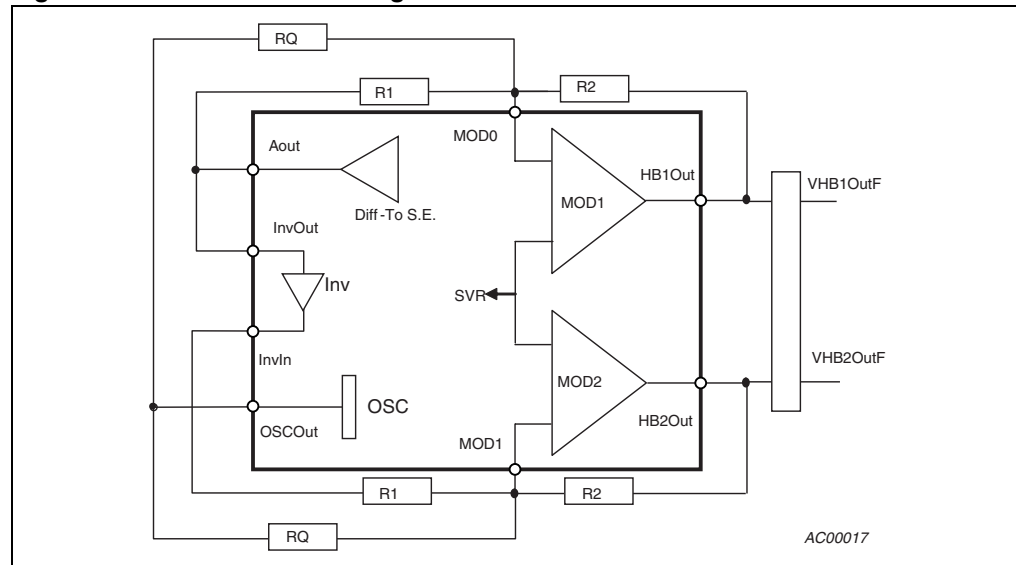 RQ
R1
R2
MOD0
Aout
HB1Out
VHB1OutF
MOD1
Diff-To S.E.
InvOut
Inv
SVR
InvIn
VHB2OutF
MOD2
OSC
OSCOut
HB2Out
MOD1
R1
R2
RQ
AC00017